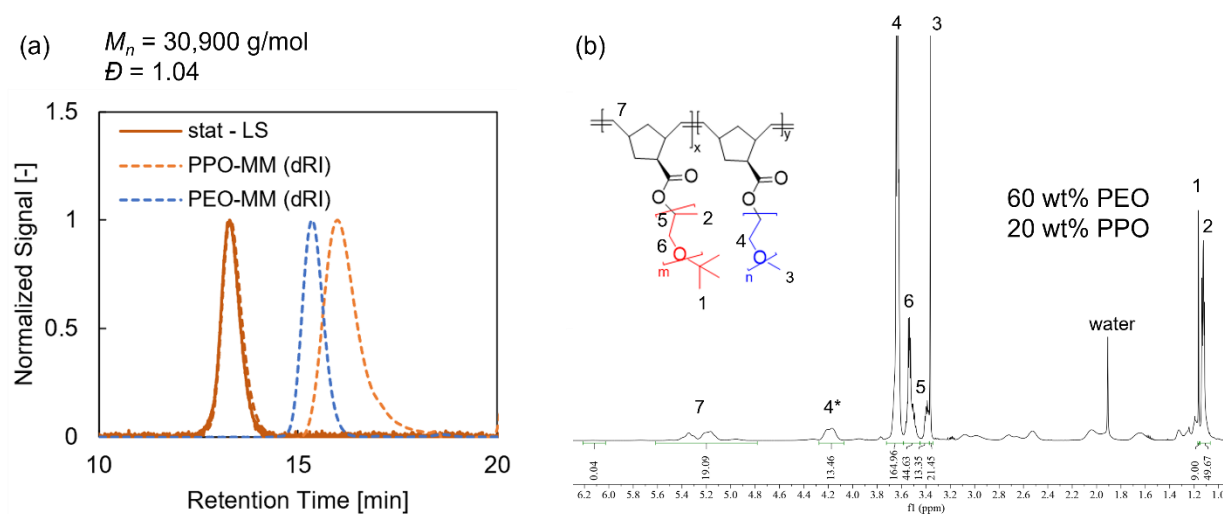 (a)
Mn = 30,900 g/mol
Đ = 1.04
Normalized Signal [-]
1.5
1
0.5
0
stat - LS
PPO-MM (dRI)
PEO-MM (dRI)
10
15
20
Retention Time [min]
(b)
4
3
7
x
y
O
O
O
O
5
2
6
4
O
O
m
n
3
1
60 wt% PEO
20 wt% PPO
1
2
6
water
5
7
4*
0.04
19.09
13.46
164.96
44.63
13.35
21.45
9.00
49.67
6.2
6.0
5.8
5.6
5.4
5.2
5.0
4.8
4.6
4.4
4.2
4.0
3.8
3.6
3.4
3.2
3.0
2.8
2.6
2.4
2.2
2.0
1.8
1.6
1.4
1.2
1.0
f1 (ppm)